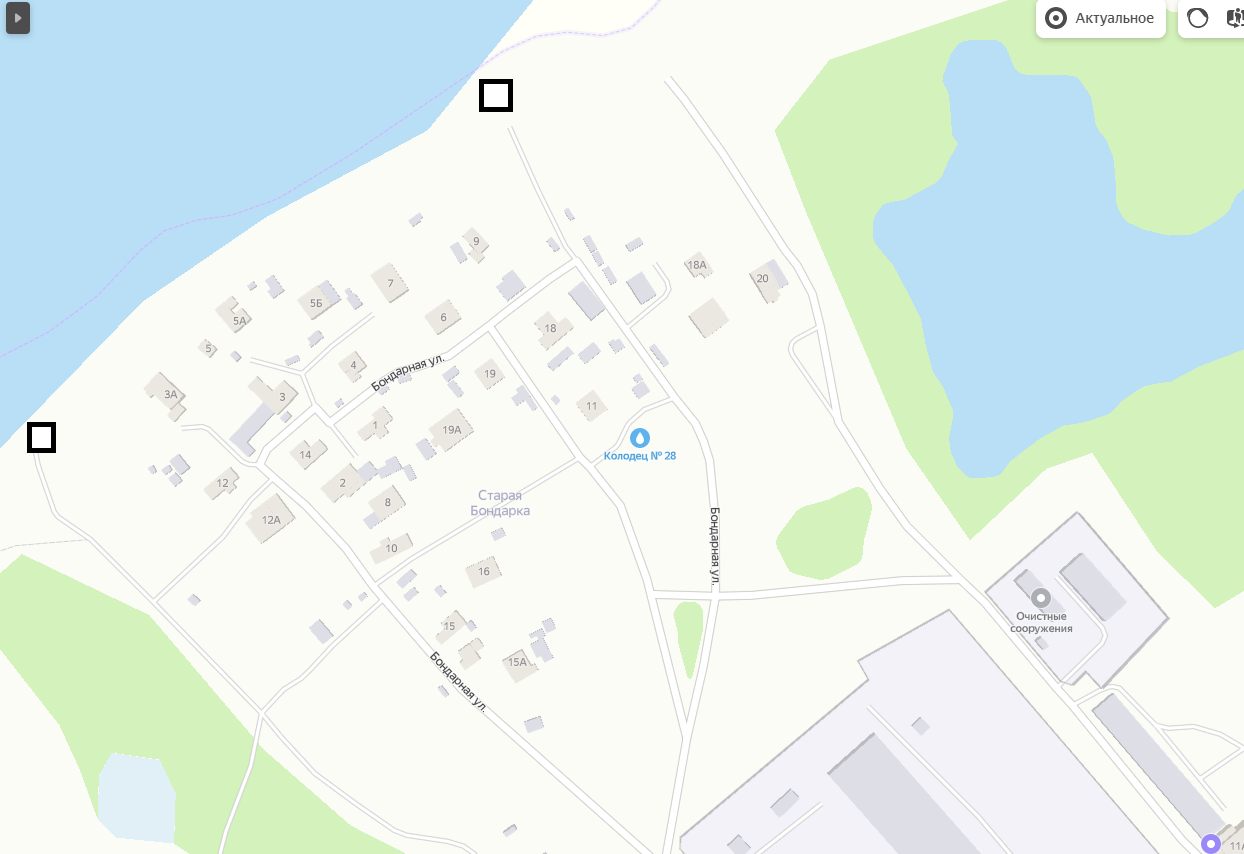 Актуальное
9
18А
20
7
5Б
5А
6
18
5
4
Бондарная ул.
19
3А
3
11
1
19А
Колодец № 28
14
12
2
Старая
Бондарка
8
12А
Бондарная ул.
10
16
Очистные
сооружения
15
15А
Бондарная ул.
11А